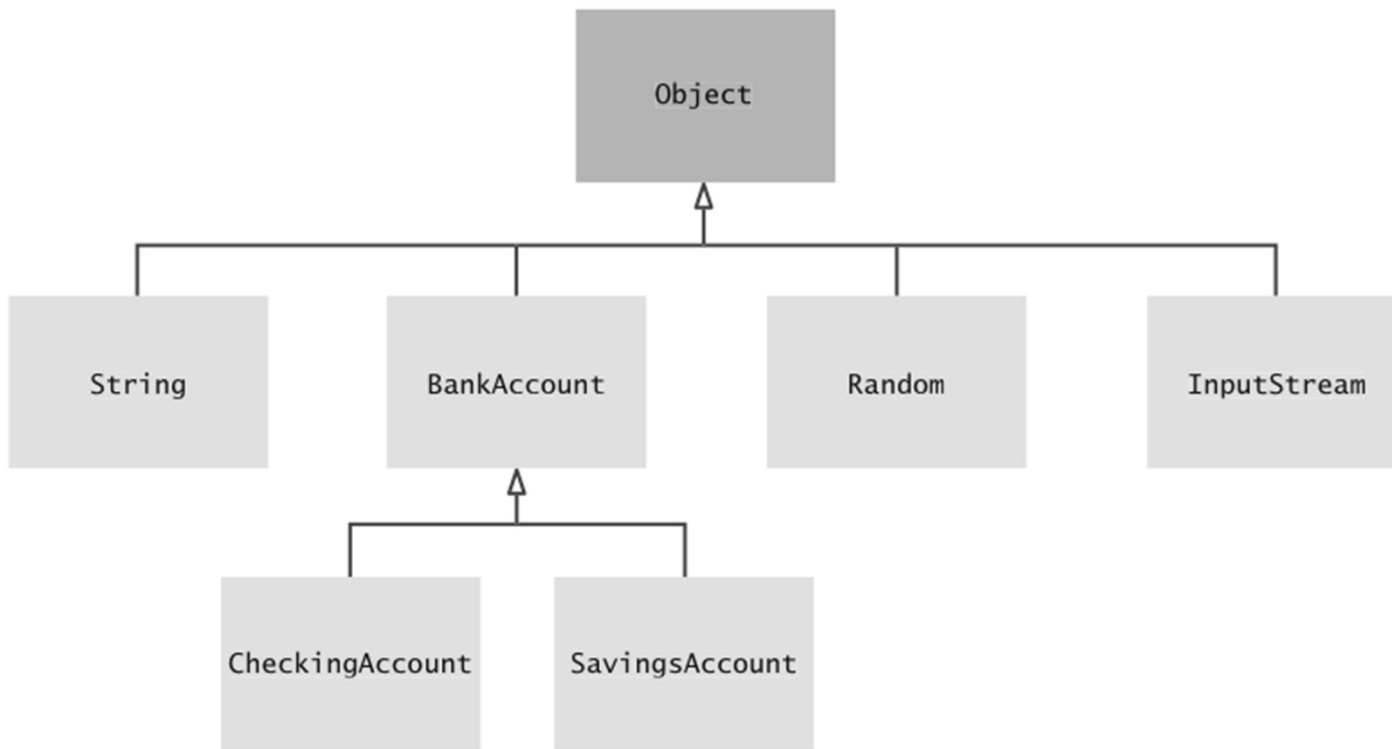 Object
String
BankAccount
Random
InputStream
CheckingAccount
SavingsAccount